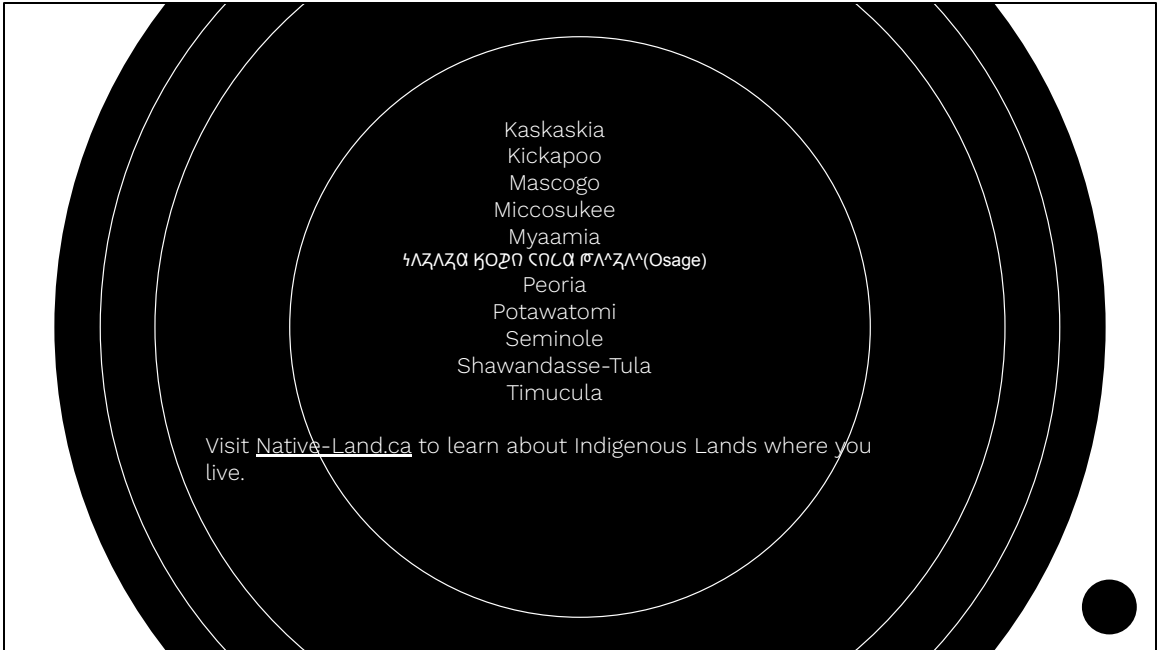 Kaskaskia
Kickapoo
Mascogo
Miccosukee
Myaamia
𐓏𐒰𐓓𐒰𐓓𐒷 𐒼𐓂𐓊𐒻 𐓆𐒻𐒿𐒷 𐓀𐒰^𐓓𐒰^(Osage)
Peoria
Potawatomi
Seminole
Shawandasse-Tula
Timucula
Visit Native-Land.ca to learn about Indigenous Lands where you
live.